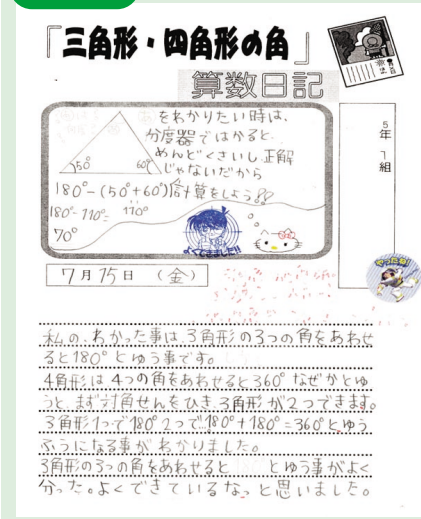 「三角形・四角形の角」
算数日記
5年 1組
をわかりたい時は、
分度器ではかると、
めんどくさいし、正解
じゃないだから
50° 60°
180°-(50°+60°)計算をしよう
180°-110°= 110°
70°
よくできました!!
やったね!
7月15日 (金)
私の、わかった事は、3角形の3つの角をあわせ
ると180°とゆう事です。
4角形は4つの角をあわせると360°なぜかとゆ
うと、まず対角せんをひき、3角形が2つできます。
3角形1つで180°2つで180°+180°=360°とゆう
ふうになる事がわかりました。
3角形の3つの角をあわせると とゆう事がよく
分った。よくできているなっと思いました。